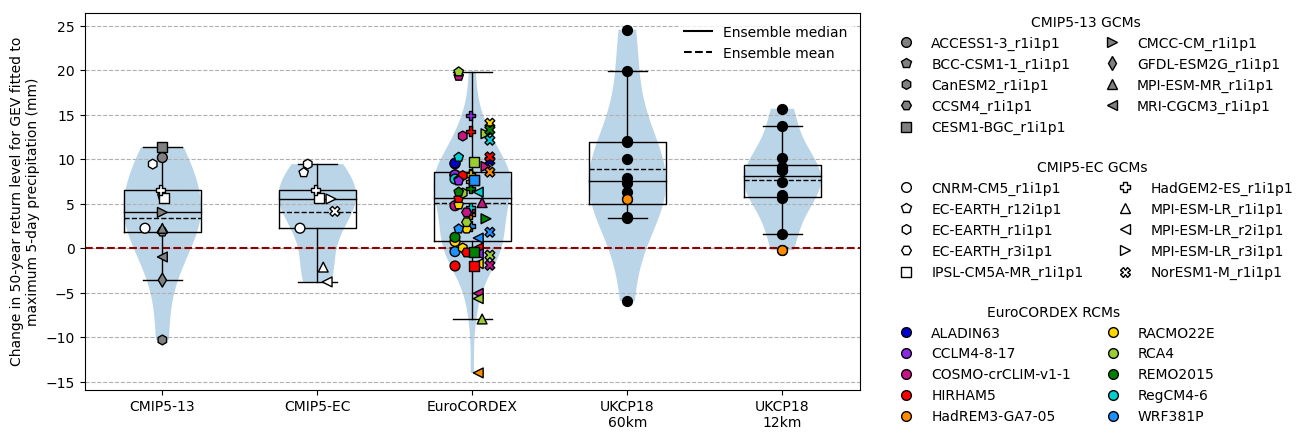 Change in 50-year return level for GEV fitted to
maximum 5-day precipitation (mm)
25
20
15
10
5
0
−5
−10
−15
Ensemble median
Ensemble mean
CMIP5-13
CMIP5-EC
EuroCORDEX
UKCP18
60km
UKCP18
12km
CMIP5-13 GCMs
ACCESS1-3_r1i1p1
BCC-CSM1-1_r1i1p1
CanESM2_r1i1p1
CCSM4_r1i1p1
CESM1-BGC_r1i1p1
CMCC-CM_r1i1p1
GFDL-ESM2G_r1i1p1
MPI-ESM-MR_r1i1p1
MRI-CGCM3_r1i1p1
CMIP5-EC GCMs
CNRM-CM5_r1i1p1
EC-EARTH_r12i1p1
EC-EARTH_r1i1p1
EC-EARTH_r3i1p1
IPSL-CM5A-MR_r1i1p1
HadGEM2-ES_r1i1p1
MPI-ESM-LR_r1i1p1
MPI-ESM-LR_r2i1p1
MPI-ESM-LR_r3i1p1
NorESM1-M_r1i1p1
EuroCORDEX RCMs
ALADIN63
CCLM4-8-17
COSMO-crCLIM-v1-1
HIRHAM5
HadREM3-GA7-05
RACMO22E
RCA4
REMO2015
RegCM4-6
WRF381P